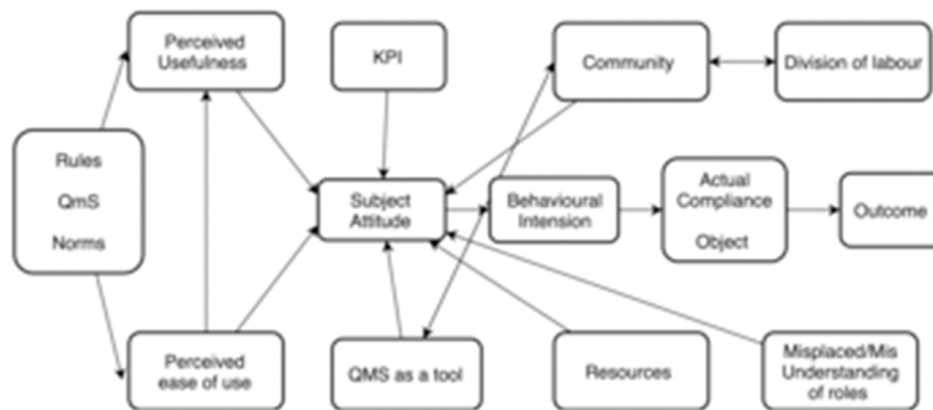 Perceived
Usefulness
KPI
Community
Division of labour
Rules
QmS
Norms
Subject
Attitude
Behavioural
Intension
Actual
Compliance
Object
Outcome
Perceived
ease of use
QMS as a tool
Resources
Misplaced/Mis
Understanding
of roles